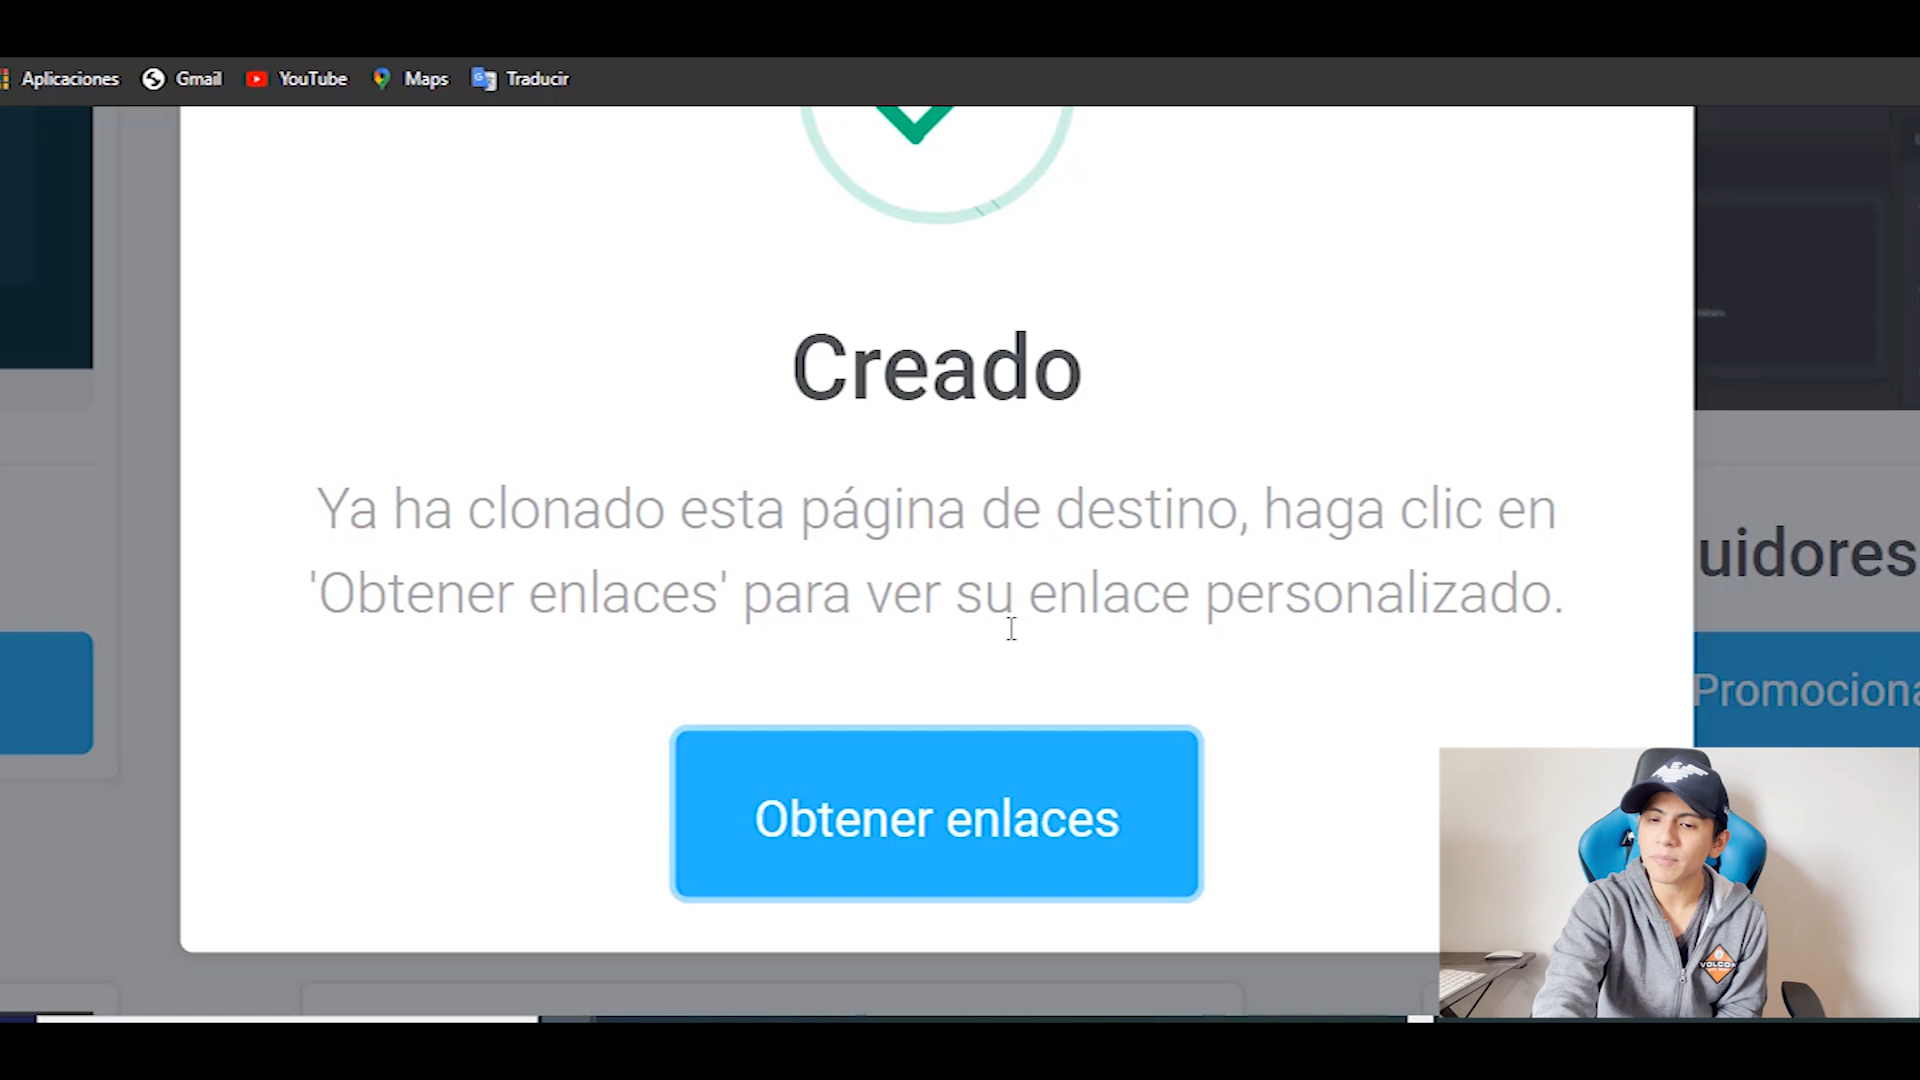 Aplicaciones Gmail YouTube Maps Traducir
Creado
Ya ha clonado esta página de destino, haga clic en
'Obtener enlaces' para ver su enlace personalizado.
uidores
Promociona
Obtener enlaces
VOLCOM